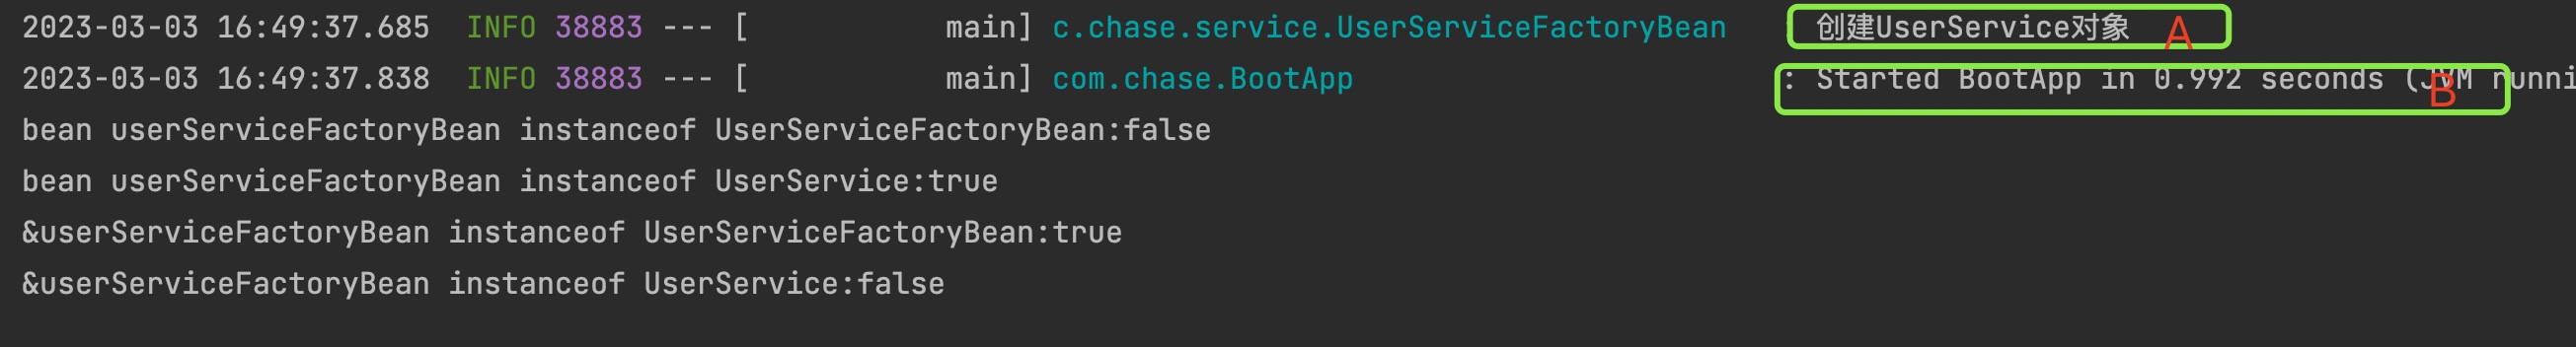 2023-03-03 16:49:37.685  INFO 38883 --- [           main] c.chase.service.UserServiceFactoryBean   : 创建UserService对象 A
2023-03-03 16:49:37.838  INFO 38883 --- [           main] com.chase.BootApp                        : Started BootApp in 0.992 seconds (JVM runni B
bean userServiceFactoryBean instanceof UserServiceFactoryBean:false
bean userServiceFactoryBean instanceof UserService:true
&userServiceFactoryBean instanceof UserServiceFactoryBean:true
&userServiceFactoryBean instanceof UserService:false